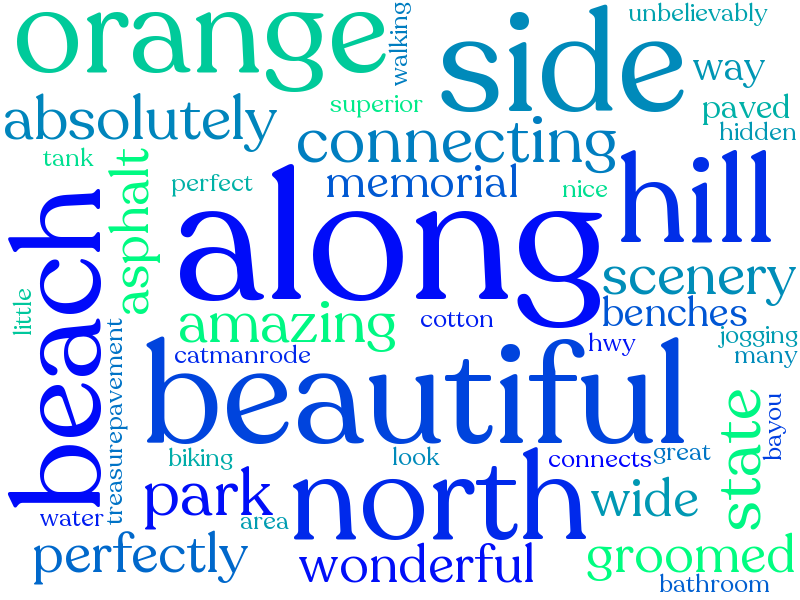 orange
walking
side
unbelievably
way
absolutely
superior
paved
hidden
connecting
tank
asphalt
perfect
memorial
nice
hill
beach
along
scenery
little
amazing
cotton
benches
treasurepavement
catmanrode
hwy
jogging
many
beautiful
state
bayou
biking
look
connects
great
park
north
wide
water
area
perfectly
wonderful
groomed
bathroom